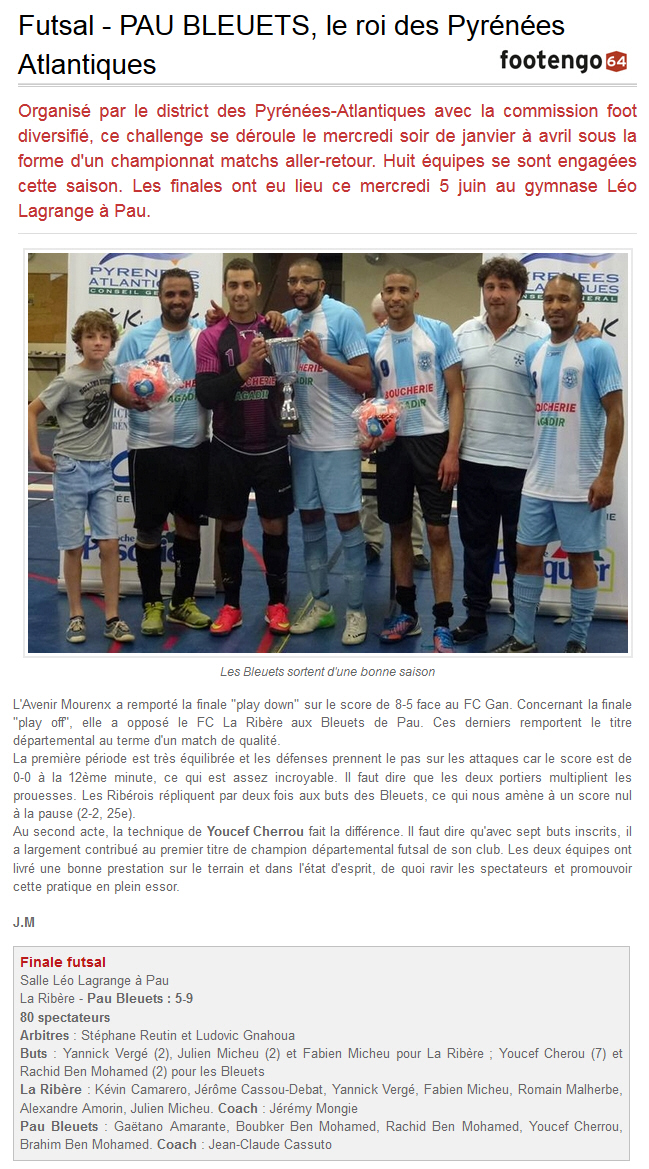 Futsal - PAU BLEUETS, le roi des Pyrénées
Atlantiques
footengo 64
Organisé par le district des Pyrénées-Atlantiques avec la commission foot
diversifié, ce challenge se déroule le mercredi soir de janvier à avril sous la
forme d'un championnat matchs aller-retour. Huit équipes se sont engagées
cette saison. Les finales ont eu lieu ce mercredi 5 juin au gymnase Léo
Lagrange à Pau.
PYRENEES
ATLANTIQUES
PYRENEES
ATLANTIQUES
1
BOUCHERIE
AGADIR
9
BOUCHERIE
AGADIR
BOUCHERIE
AGADIR
Les Bleuets sortent d'une bonne saison
L'Avenir Mourenx a remporté la finale "play down" sur le score de 8-5 face au FC Gan. Concernant la finale
"play off", elle a opposé le FC La Ribère aux Bleuets de Pau. Ces derniers remportent le titre
départemental au terme d'un match de qualité.
La première période est très équilibrée et les défenses prennent le pas sur les attaques car le score est de
0-0 à la 12ème minute, ce qui est assez incroyable. Il faut dire que les deux portiers multiplient les
prouesses. Les Ribérois répliquent par deux fois aux buts des Bleuets, ce qui nous amène à un score nul
à la pause (2-2, 25e).
Au second acte, la technique de Youcef Cherrou fait la différence. Il faut dire qu'avec sept buts inscrits, il
a largement contribué au premier titre de champion départemental futsal de son club. Les deux équipes ont
livré une bonne prestation sur le terrain et dans l'état d'esprit, de quoi ravir les spectateurs et promouvoir
cette pratique en plein essor.
J.M
Finale futsal
Salle Léo Lagrange à Pau
La Ribère - Pau Bleuets : 5-9
80 spectateurs
Arbitres : Stéphane Reutin et Ludovic Gnahoua
Buts : Yannick Vergé (2), Julien Micheu (2) et Fabien Micheu pour La Ribère ; Youcef Cherou (7) et
Rachid Ben Mohamed (2) pour les Bleuets
La Ribère : Kévin Camarero, Jérôme Cassou-Debat, Yannick Vergé, Fabien Micheu, Romain Malherbe,
Alexandre Amorin, Julien Micheu. Coach : Jérémy Mongie
Pau Bleuets : Gaëtano Amarante, Boubker Ben Mohamed, Rachid Ben Mohamed, Youcef Cherrou,
Brahim Ben Mohamed. Coach : Jean-Claude Cassuto